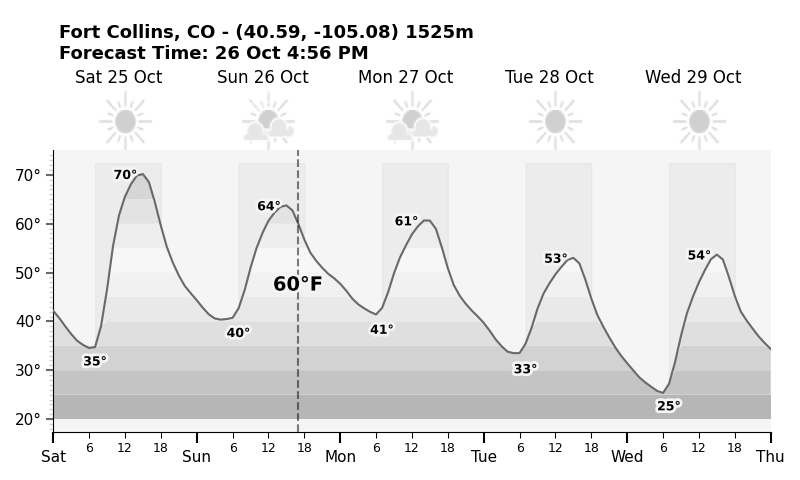 Fort Collins, CO - (40.59, -105.08) 1525m
Forecast Time: 26 Oct 4:56 PM
Sat 25 Oct Sun 26 Oct Mon 27 Oct Tue 28 Oct Wed 29 Oct
70° 70°
64°
60° 61°
53° 54°
50°
60°F
40° 40° 41°
35° 33°
30°
25°
20°
6 12 18 6 12 18 6 12 18 6 12 18 6 12 18
Sat Sun Mon Tue Wed Thu